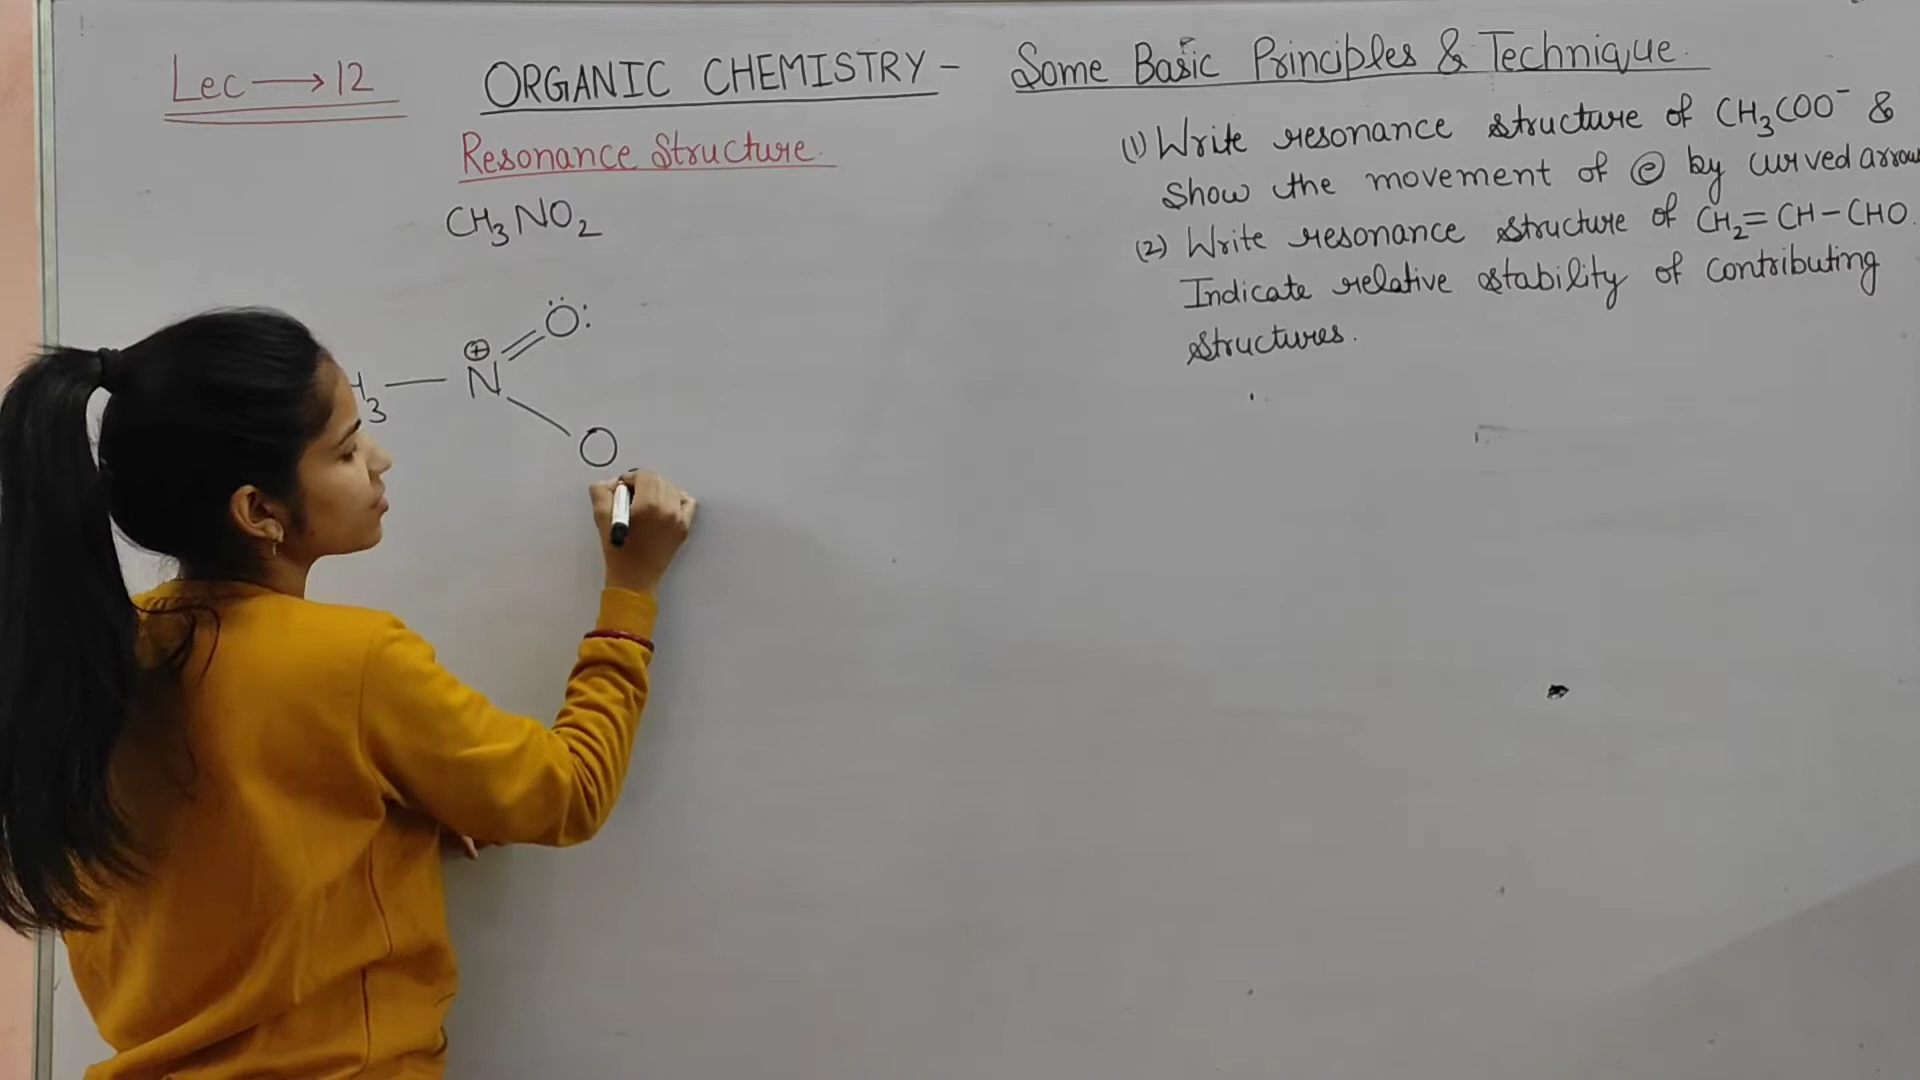 Lec → 12
ORGANIC CHEMISTRY - Some Basic Principles & Technique.
Resonance Structure.
CH₃NO₂
(1) Write resonance structure of CH₃COO⁻ &
Show the movement of ⓔ by curved arrow
(2) Write resonance structure of CH₂=CH-CHO.
Indicate relative stability of contributing
structures.
Ö:
⊕
3 — N
O